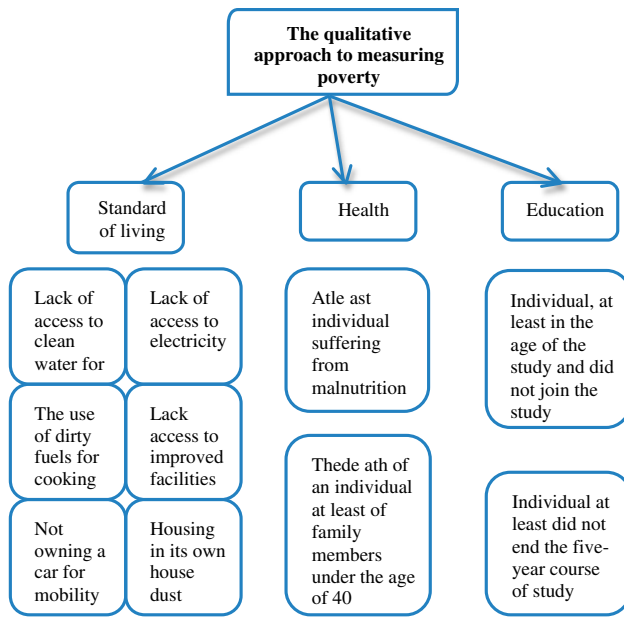 The qualitative
approach to measuring
poverty
Standard
of living
Health
Education
Lack of
access to
clean
water for
Lack of
access to
electricity
The use
of dirty
fuels for
cooking
Lack
access to
improved
facilities
Not
owning a
car for
mobility
Housing
in its own
house
dust
Atle ast
individual
suffering
from
malnutrition
Thede ath of
an individual
at least of
family
members
under the age
of 40
Individual, at
least in the
age of the
study and did
not join the
study
Individual at
least did not
end the five-
year course
of study